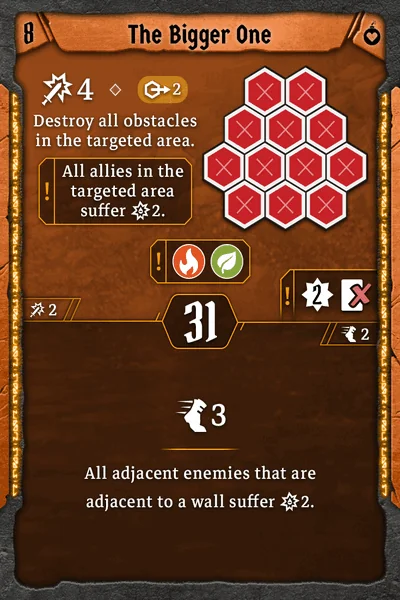 8
The Bigger One
4
2
Destroy all obstacles
in the targeted area.
! All allies in the
targeted area
suffer 2.
!
! 2
2
31
2
3
All adjacent enemies that are
adjacent to a wall suffer 2.